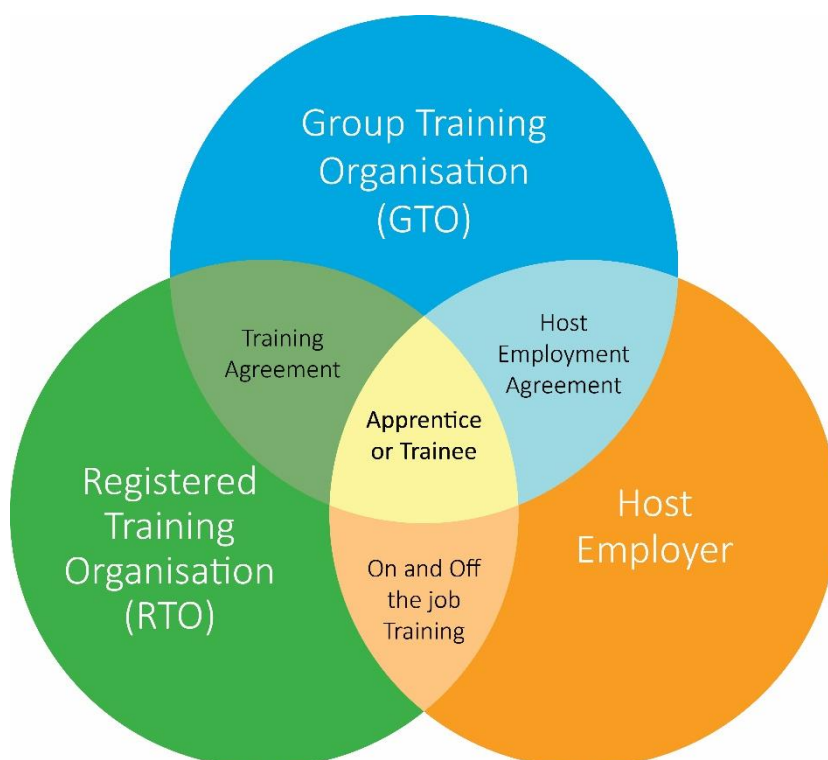 Group Training
Organisation
(GTO)
Training
Agreement
Host
Employment
Agreement
Apprentice
or Trainee
Registered
Training
Organisation
(RTO)
Host
Employer
On and Off
the job
Training